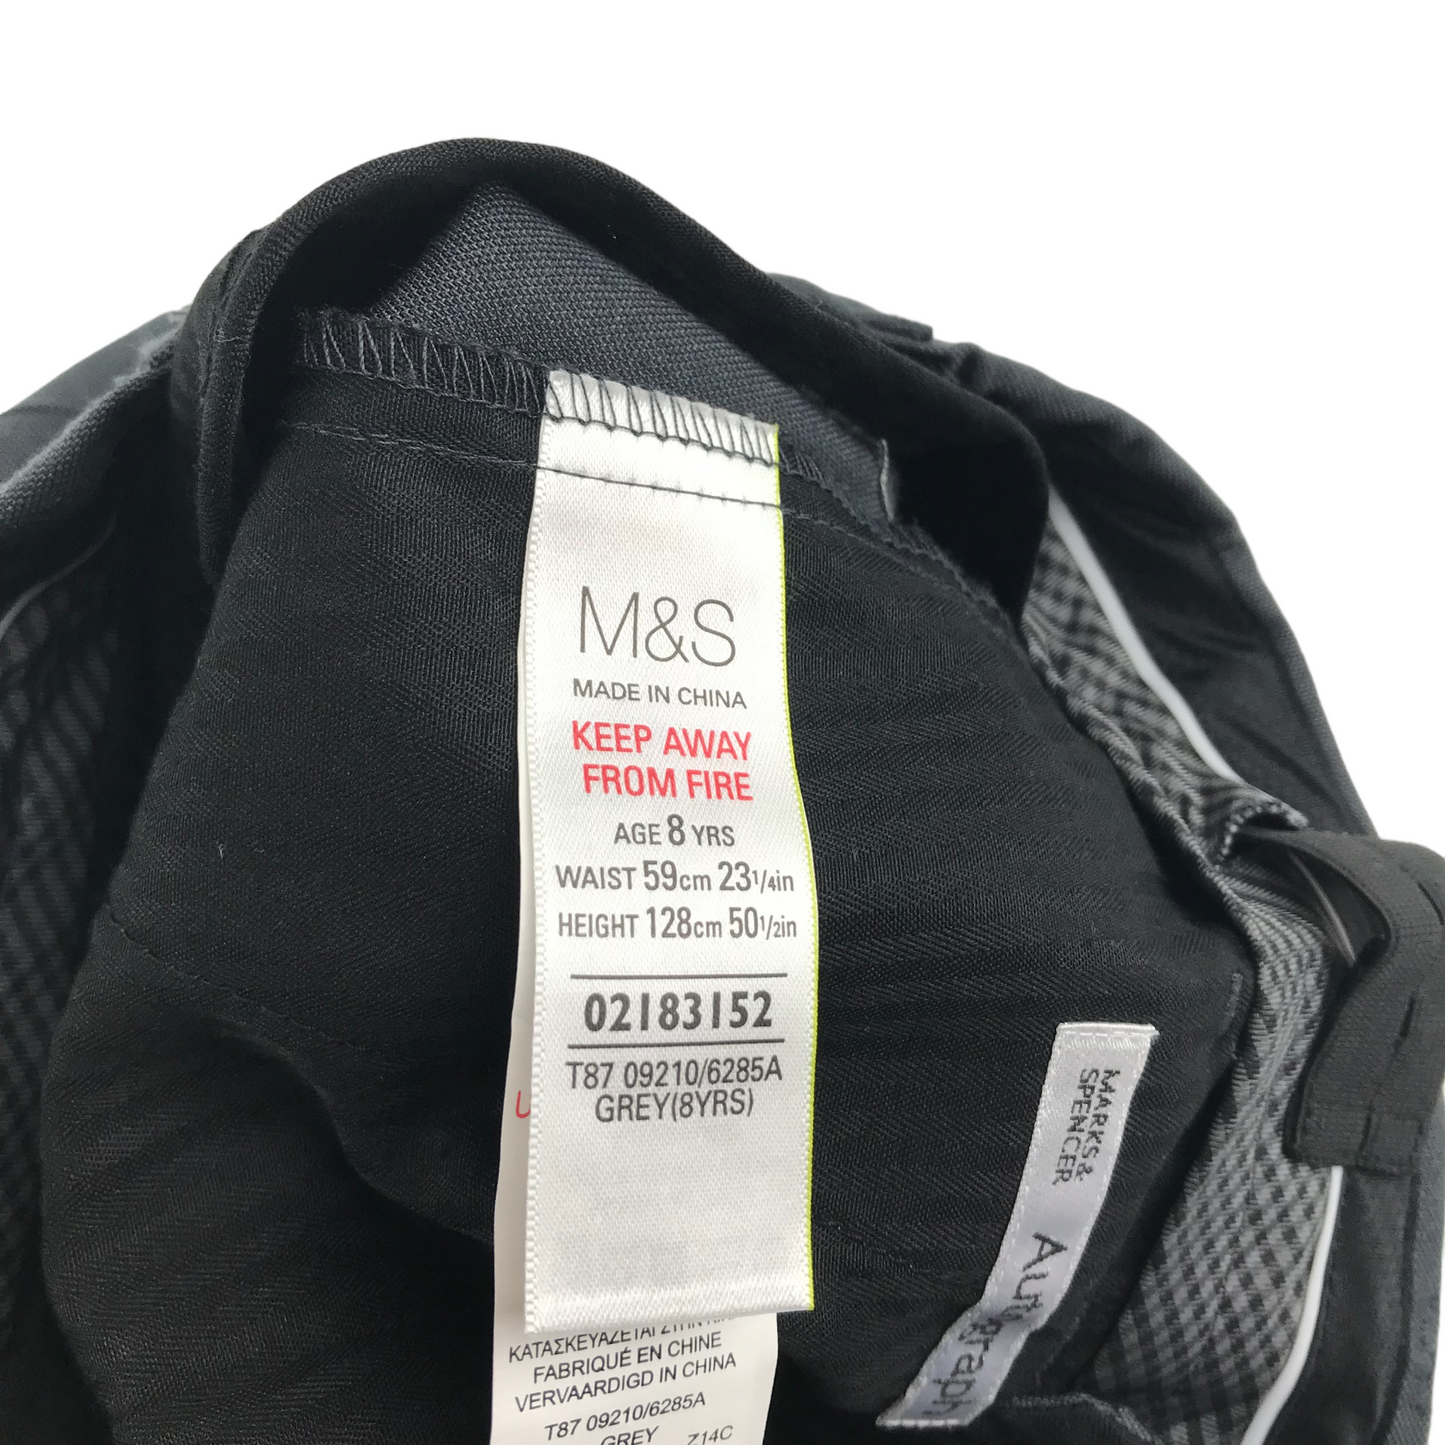 M&S
MADE IN CHINA
KEEP AWAY
FROM FIRE
AGE 8 YRS
WAIST 59cm 23 1/4in
HEIGHT 128cm 50 1/2in
02183152
T87 09210/6285A
GREY(8YRS)
ΚΑΤΑΣΚΕΥΑΖΕΤΑΙ ΣΤΗΝ
FABRIQUÉ EN CHINE
VERVAARDIGD IN CHINA
T87 09210/6285A
GREY Z14C
MARKS &
SPENCER
Autograph